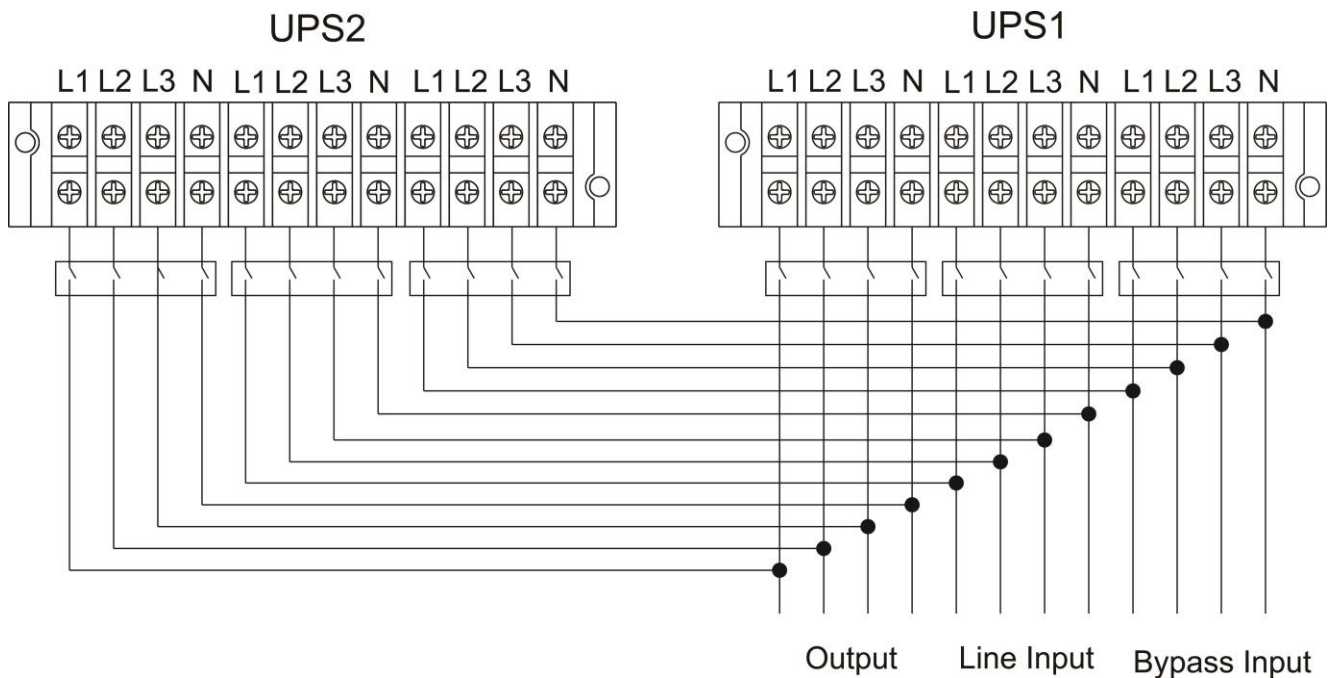 UPS2
UPS1
L1 L2 L3 N L1 L2 L3 N L1 L2 L3 N
L1 L2 L3 N L1 L2 L3 N L1 L2 L3 N
Output
Line Input
Bypass Input